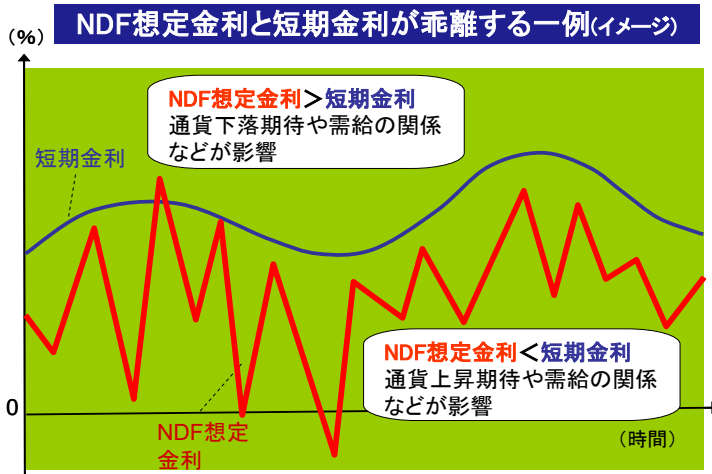 NDF想定金利と短期金利が乖離する一例(イメージ)
(%)
NDF想定金利>短期金利
通貨下落期待や需給の関係
などが影響
短期金利
NDF想定金利<短期金利
通貨上昇期待や需給の関係
などが影響
0
NDF想定
金利
(時間)